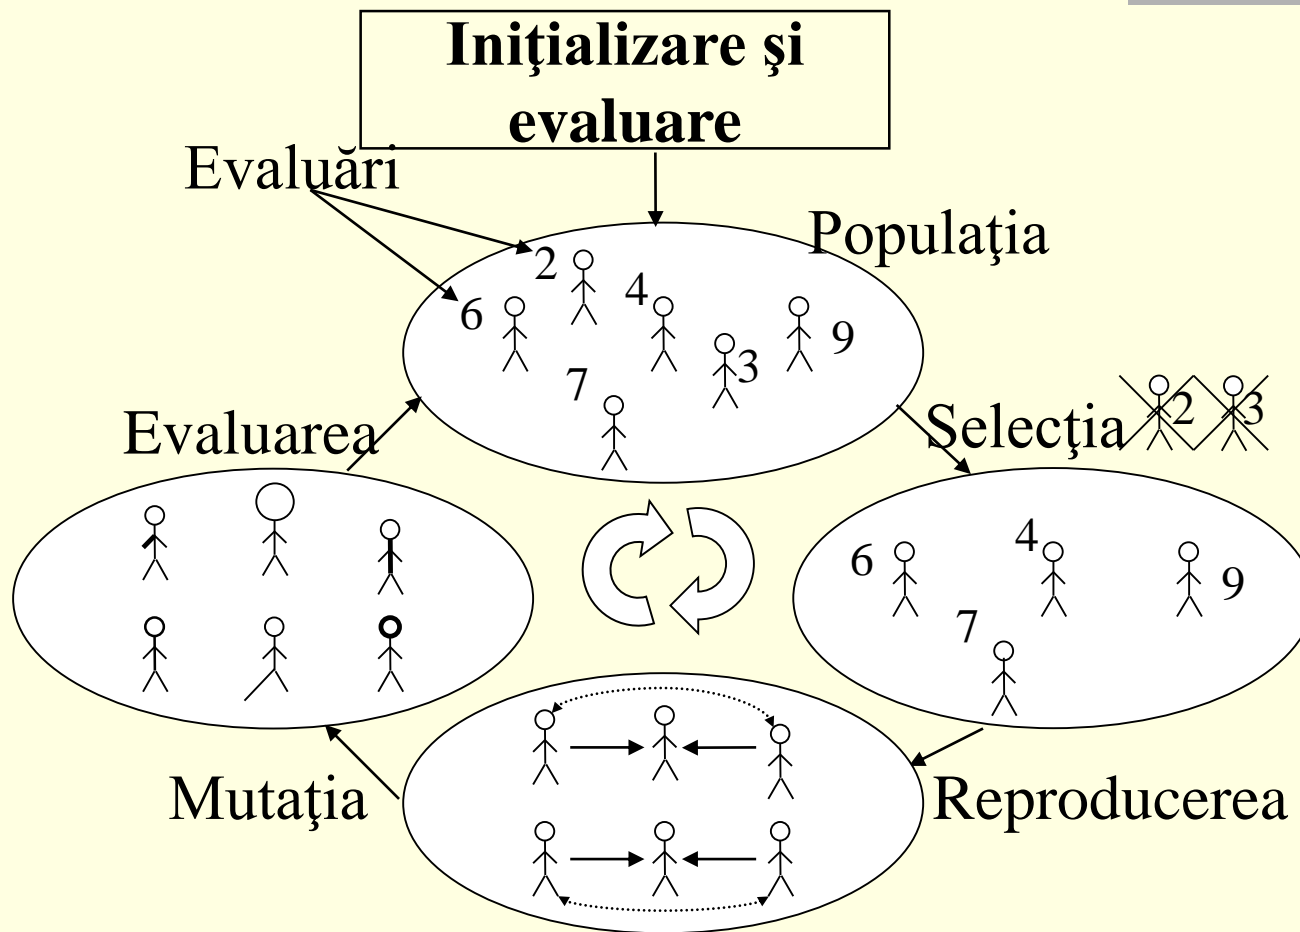 Iniţializare şi
evaluare
Evaluări
Populaţia
2
4
6
9
3
7
Evaluarea
Selecţia
2
3
4
6
9
7
Mutaţia
Reproducerea